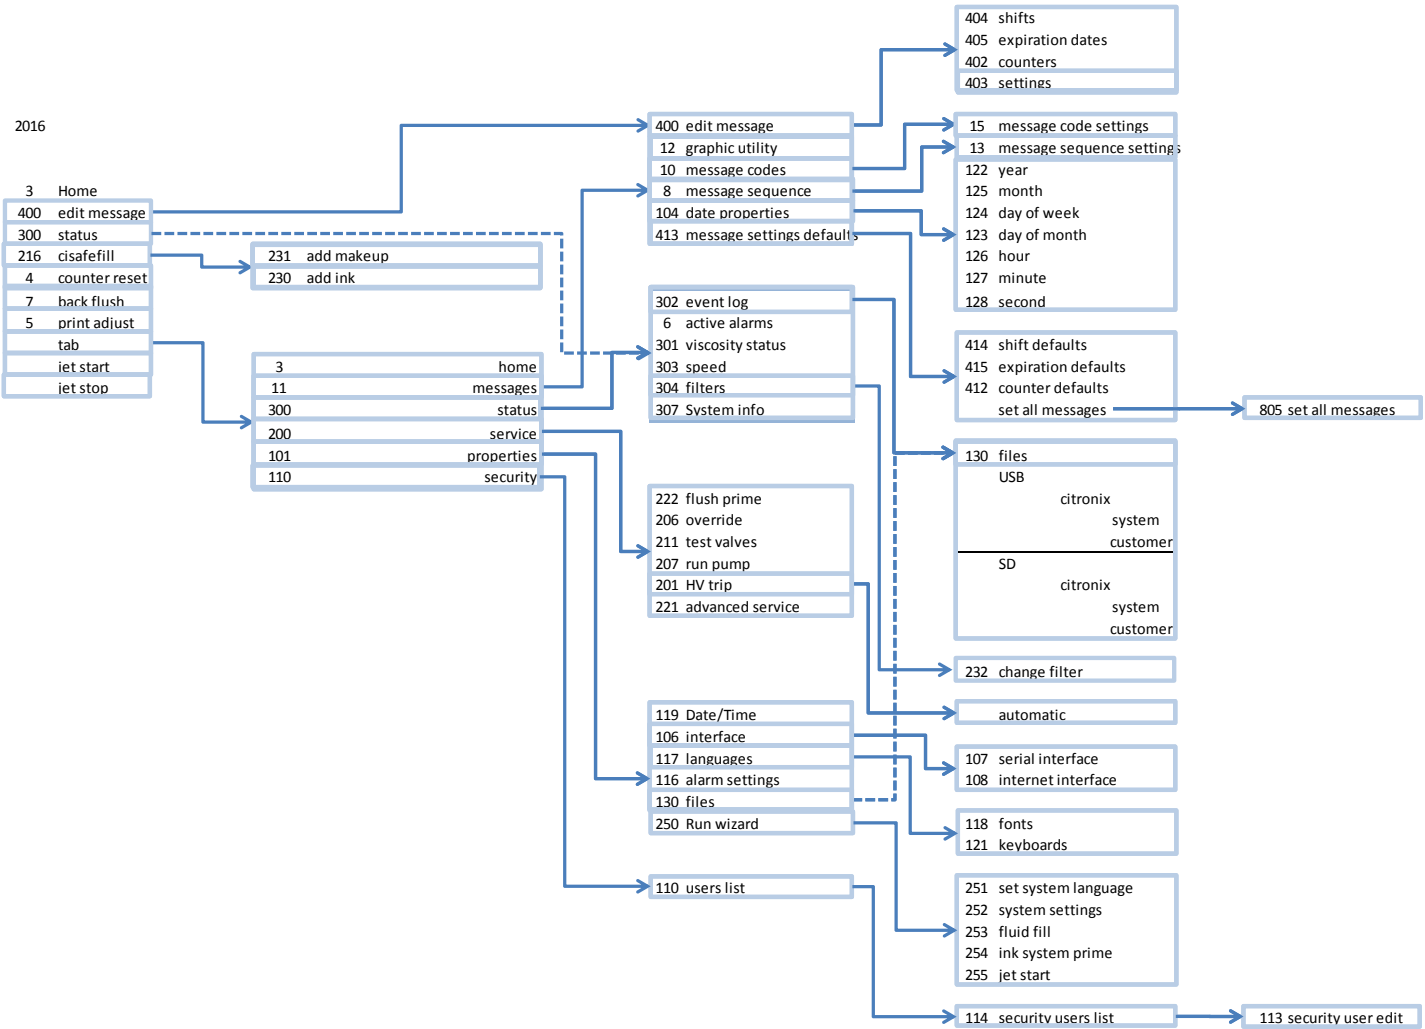 2016
3 Home
400 edit message
300 status
216 cisafefill
4 counter reset
7 back flush
5 print adjust
tab
jet start
jet stop
231 add makeup
230 add ink
3 home
11 messages
300 status
200 service
101 properties
110 security
400 edit message
12 graphic utility
10 message codes
8 message sequence
104 date properties
413 message settings defaults
302 event log
6 active alarms
301 viscosity status
303 speed
304 filters
307 System info
222 flush prime
206 override
211 test valves
207 run pump
201 HV trip
221 advanced service
119 Date/Time
106 interface
117 languages
116 alarm settings
130 files
250 Run wizard
110 users list
404 shifts
405 expiration dates
402 counters
403 settings
15 message code settings
13 message sequence settings
122 year
125 month
124 day of week
123 day of month
126 hour
127 minute
128 second
414 shift defaults
415 expiration defaults
412 counter defaults
set all messages
805 set all messages
130 files
USB
citronix
system
customer
SD
citronix
system
customer
232 change filter
automatic
107 serial interface
108 internet interface
118 fonts
121 keyboards
251 set system language
252 system settings
253 fluid fill
254 ink system prime
255 jet start
114 security users list
113 security user edit